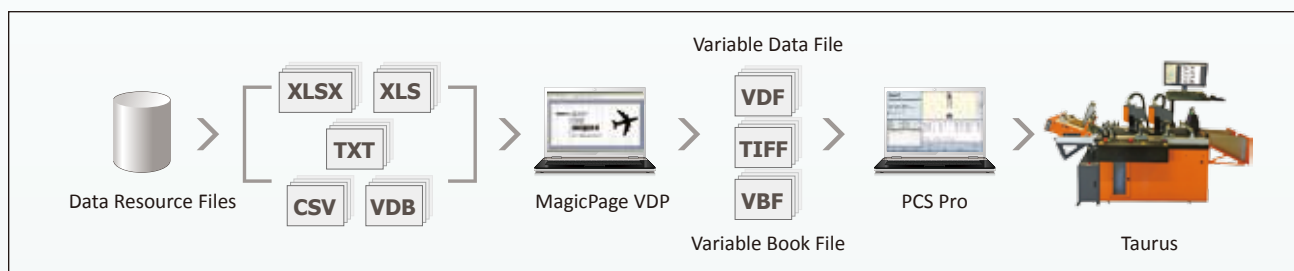 Variable Data File
XLSX XLS
VDF
TXT
TIFF
CSV VDB
VBF
Data Resource Files
MagicPage VDP
PCS Pro
Variable Book File
Taurus